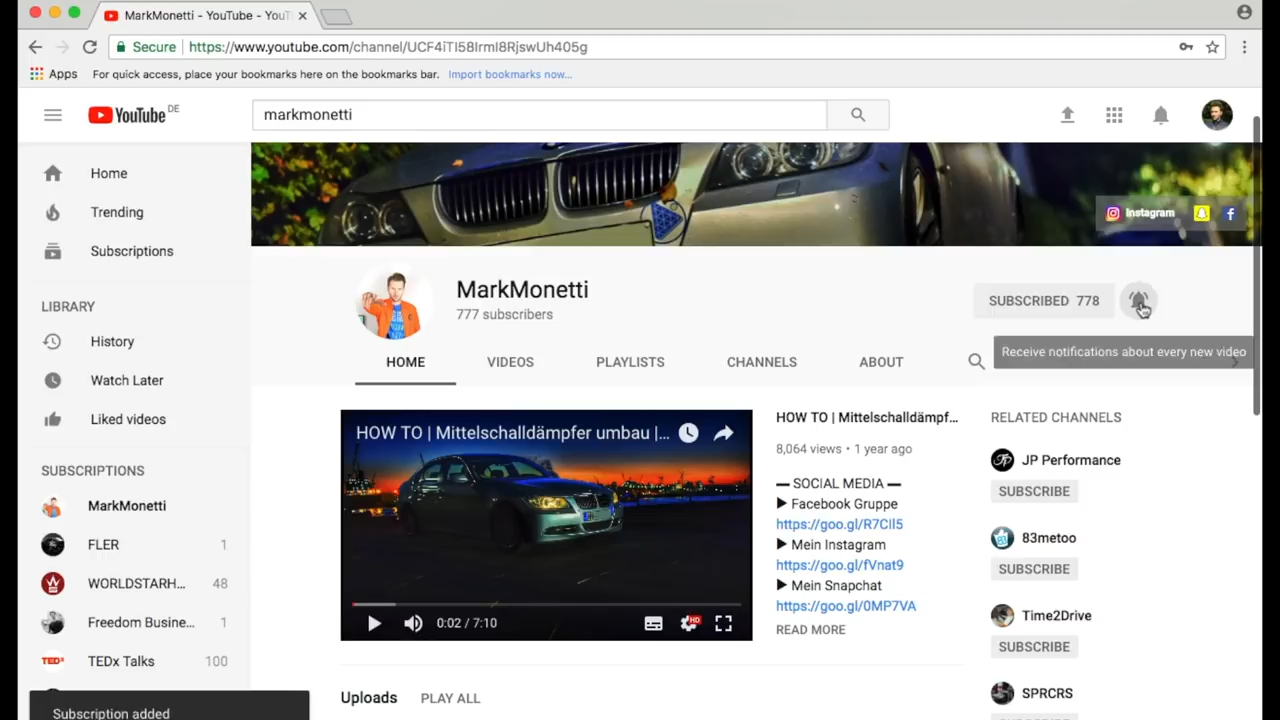 MarkMonetti - YouTube - YouT
Secure
https://www.youtube.com/channel/UCF4iTI58IrmI8RjswUh405g
Apps
For quick access, place your bookmarks here on the bookmarks bar. Import bookmarks now...
YouTube DE
markmonetti
Home
Trending
Subscriptions
LIBRARY
History
Watch Later
Liked videos
SUBSCRIPTIONS
MarkMonetti
FLER 1
WORLDSTARH... 48
Freedom Busine... 1
TEDx Talks 100
Subscription added
Instagram
MarkMonetti
777 subscribers
SUBSCRIBED 778
Receive notifications about every new video
HOME
VIDEOS
PLAYLISTS
CHANNELS
ABOUT
HOW TO | Mittelschalldämpfer umbau |...
0:02 / 7:10
HD
HOW TO | Mittelschalldämpf...
8,064 views • 1 year ago
▬ SOCIAL MEDIA ▬
▶ Facebook Gruppe
https://goo.gl/R7CIl5
▶ Mein Instagram
https://goo.gl/fVnat9
▶ Mein Snapchat
https://goo.gl/0MP7VA
READ MORE
RELATED CHANNELS
JP Performance
SUBSCRIBE
83metoo
SUBSCRIBE
Time2Drive
SUBSCRIBE
SPRCRS
Uploads
PLAY ALL